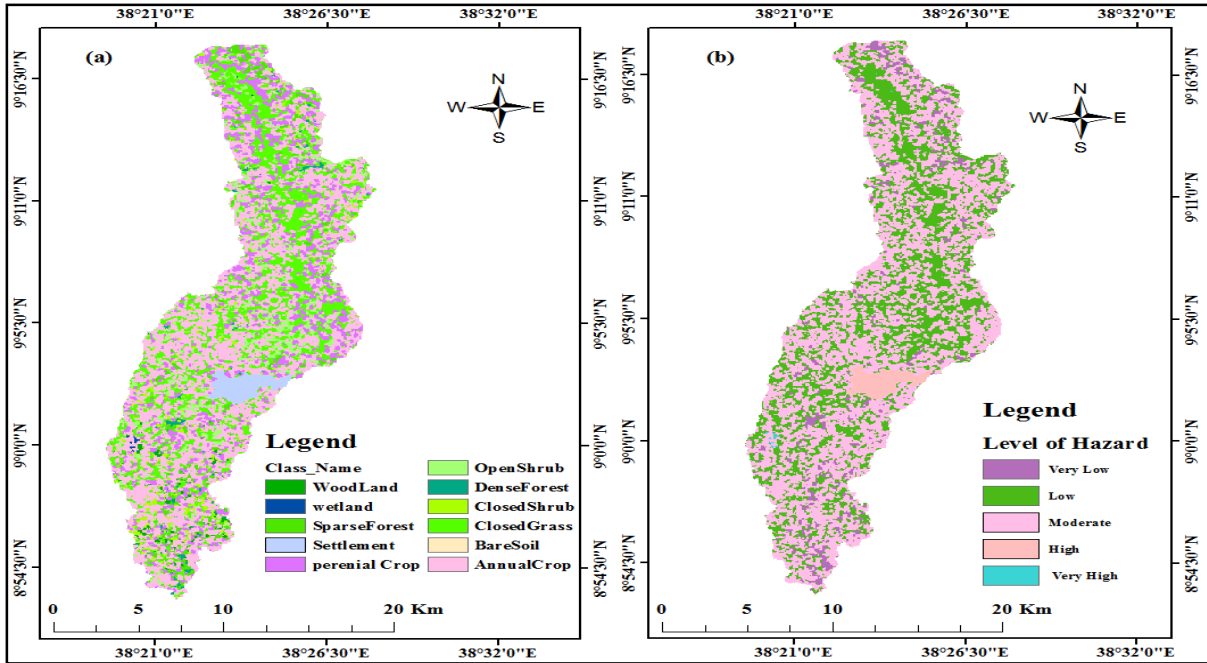 38°21'0"E 38°26'30"E 38°32'0"E
38°21'0"E 38°26'30"E 38°32'0"E
(a)
(b)
N
W E
S
N
W E
S
9°16'30"N
9°16'30"N
9°16'30"N
9°16'30"N
9°11'0"N
9°11'0"N
9°11'0"N
9°11'0"N
9°5'30"N
9°5'30"N
9°5'30"N
9°5'30"N
9°0'0"N
9°0'0"N
9°0'0"N
9°0'0"N
8°54'30"N
8°54'30"N
8°54'30"N
8°54'30"N
Legend
Class_Name
WoodLand
wetland
SparseForest
Settlement
perenial Crop
OpenShrub
DenseForest
ClosedShrub
ClosedGrass
BareSoil
AnnualCrop
0 5 10 20 Km
Legend
Level of Hazard
Very Low
Low
Moderate
High
Very High
0 5 10 20 Km
38°21'0"E 38°26'30"E 38°32'0"E
38°21'0"E 38°26'30"E 38°32'0"E